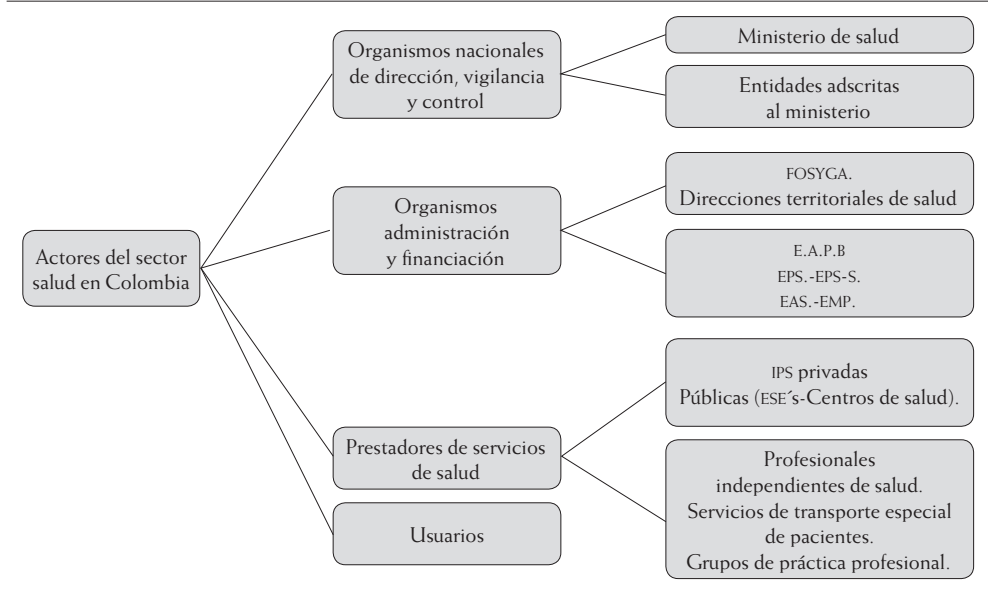 Actores del sector
salud en Colombia
Organismos nacionales
de dirección, vigilancia
y control
Ministerio de salud
Entidades adscritas
al ministerio
Organismos
administración
y financiación
FOSYGA.
Direcciones territoriales de salud
E.A.P.B
EPS.-EPS-S.
EAS.-EMP.
Prestadores de servicios
de salud
IPS privadas
Públicas (ESE´s-Centros de salud).
Profesionales
independientes de salud.
Servicios de transporte especial
de pacientes.
Grupos de práctica profesional.
Usuarios